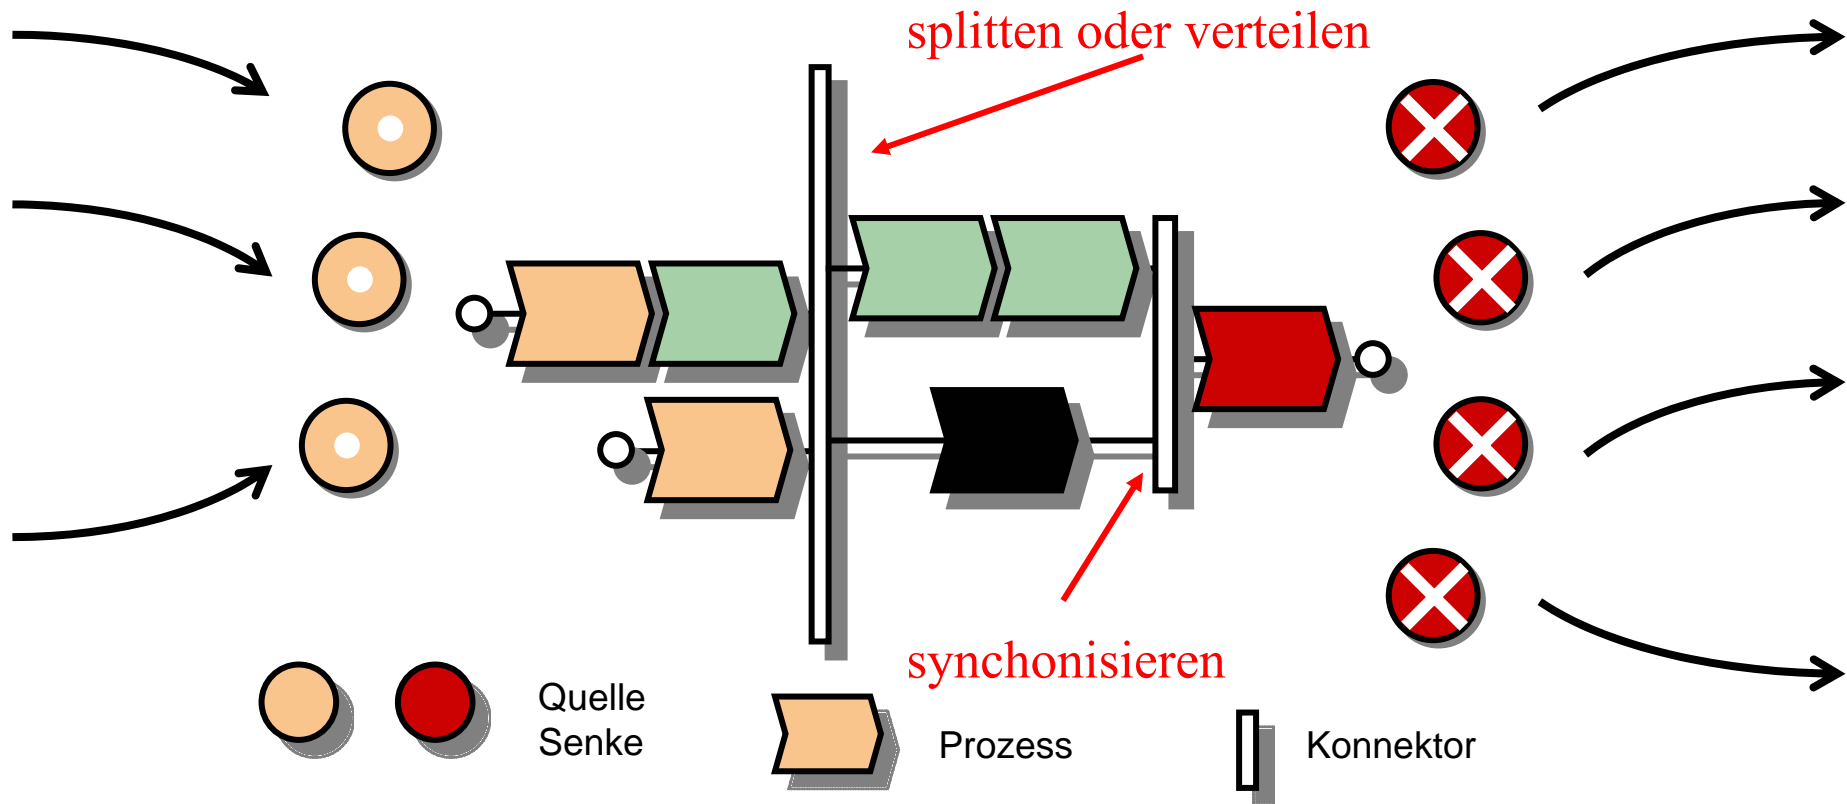 splitten oder verteilen
synchonisieren
Quelle
Senke
Prozess
Konnektor